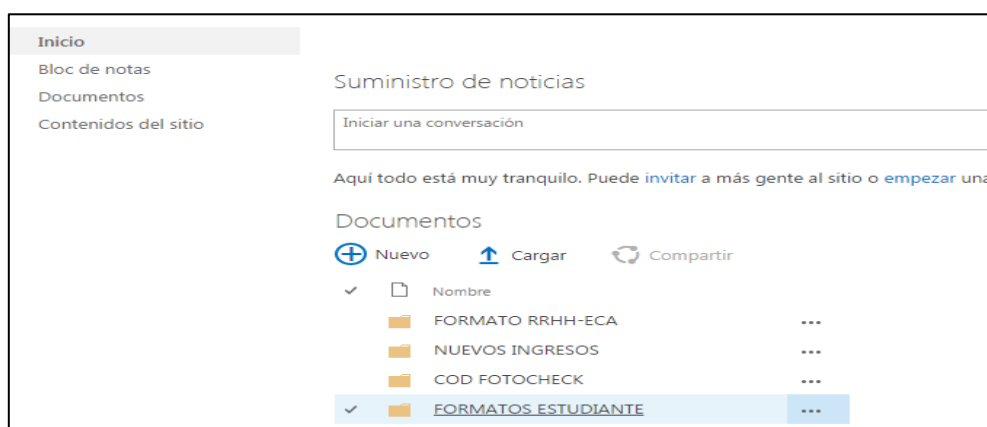 Inicio
Bloc de notas
Documentos
Contenidos del sitio
Suministro de noticias
Iniciar una conversación
Aquí todo está muy tranquilo. Puede invitar a más gente al sitio o empezar una
Documentos
Nuevo Cargar Compartir
Nombre
FORMATO RRHH-ECA ...
NUEVOS INGRESOS ...
COD FOTOCHECK ...
FORMATOS ESTUDIANTE ...